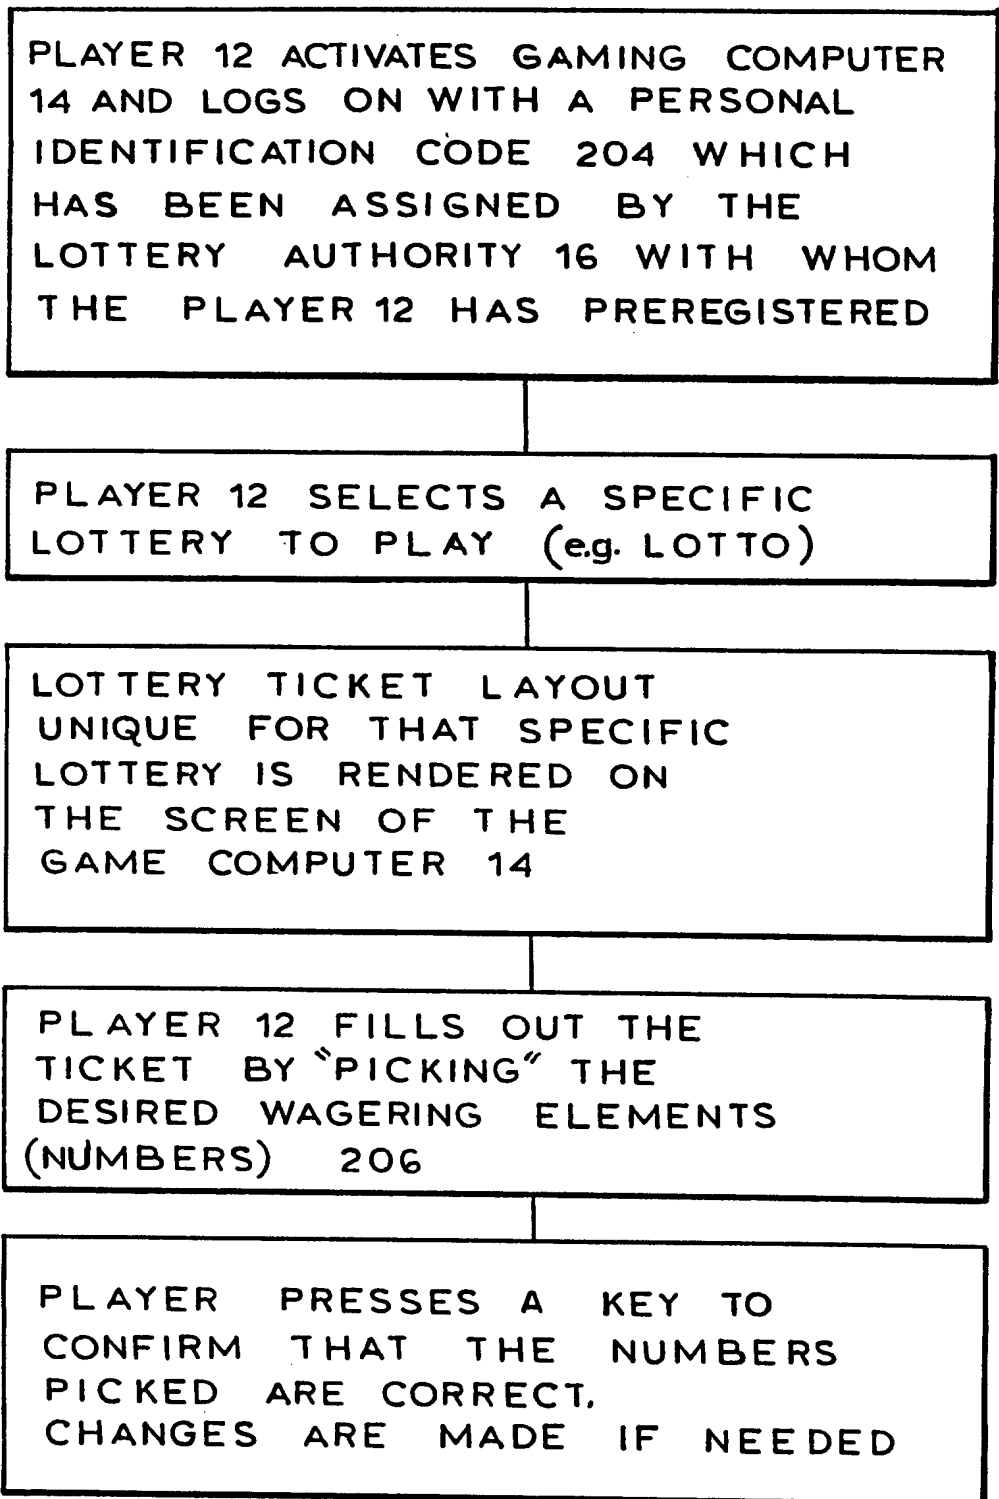 PLAYER 12 ACTIVATES GAMING COMPUTER
14 AND LOGS ON WITH A PERSONAL
IDENTIFICATION CODE 204 WHICH
HAS BEEN ASSIGNED BY THE
LOTTERY AUTHORITY 16 WITH WHOM
THE PLAYER 12 HAS PREREGISTERED
PLAYER 12 SELECTS A SPECIFIC
LOTTERY TO PLAY (e.g. LOTTO)
LOTTERY TICKET LAYOUT
UNIQUE FOR THAT SPECIFIC
LOTTERY IS RENDERED ON
THE SCREEN OF THE
GAME COMPUTER 14
PLAYER 12 FILLS OUT THE
TICKET BY "PICKING" THE
DESIRED WAGERING ELEMENTS
(NUMBERS) 206
PLAYER PRESSES A KEY TO
CONFIRM THAT THE NUMBERS
PICKED ARE CORRECT.
CHANGES ARE MADE IF NEEDED